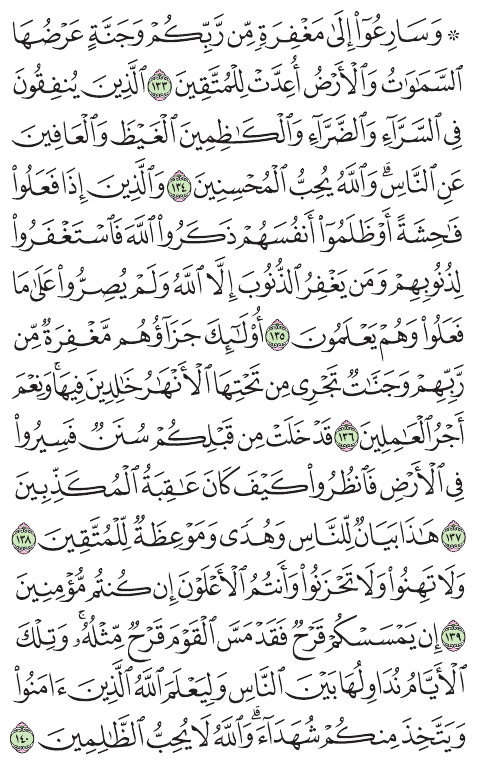 ۞ وَسَارِعُوٓا۟ إِلَىٰ مَغْفِرَةٍ مِّن رَّبِّكُمْ وَجَنَّةٍ عَرْضُهَا
ٱلسَّمَٰوَٰتُ وَٱلْأَرْضُ أُعِدَّتْ لِلْمُتَّقِينَ ١٣٣ ٱلَّذِينَ يُنفِقُونَ
فِى ٱلسَّرَّآءِ وَٱلضَّرَّآءِ وَٱلْكَٰظِمِينَ ٱلْغَيْظَ وَٱلْعَافِينَ
عَنِ ٱلنَّاسِ ۗ وَٱللَّهُ يُحِبُّ ٱلْمُحْسِنِينَ ١٣٤ وَٱلَّذِينَ إِذَا فَعَلُوا۟
فَٰحِشَةً أَوْ ظَلَمُوٓا۟ أَنفُسَهُمْ ذَكَرُوا۟ ٱللَّهَ فَٱسْتَغْفَرُوا۟
لِذُنُوبِهِمْ وَمَن يَغْفِرُ ٱلذُّنُوبَ إِلَّا ٱللَّهُ وَلَمْ يُصِرُّوا۟ عَلَىٰ مَا
فَعَلُوا۟ وَهُمْ يَعْلَمُونَ ١٣٥ أُو۟لَٰٓئِكَ جَزَآؤُهُم مَّغْفِرَةٌ مِّن
رَّبِّهِمْ وَجَنَّٰتٌ تَجْرِى مِن تَحْتِهَا ٱلْأَنْهَٰرُ خَٰلِدِينَ فِيهَا ۚ وَنِعْمَ
أَجْرُ ٱلْعَٰمِلِينَ ١٣٦ قَدْ خَلَتْ مِن قَبْلِكُمْ سُنَنٌ فَسِيرُوا۟
فِى ٱلْأَرْضِ فَٱنظُرُوا۟ كَيْفَ كَانَ عَٰقِبَةُ ٱلْمُكَذِّبِينَ
١٣٧ هَٰذَا بَيَانٌ لِّلنَّاسِ وَهُدًى وَمَوْعِظَةٌ لِّلْمُتَّقِينَ ١٣٨
وَلَا تَهِنُوا۟ وَلَا تَحْزَنُوا۟ وَأَنتُمُ ٱلْأَعْلَوْنَ إِن كُنتُم مُّؤْمِنِينَ
١٣٩ إِن يَمْسَسْكُمْ قَرْحٌ فَقَدْ مَسَّ ٱلْقَوْمَ قَرْحٌ مِّثْلُهُۥ ۚ وَتِلْكَ
ٱلْأَيَّامُ نُدَاوِلُهَا بَيْنَ ٱلنَّاسِ وَلِيَعْلَمَ ٱللَّهُ ٱلَّذِينَ ءَامَنُوا۟
وَيَتَّخِذَ مِنكُمْ شُهَدَآءَ ۗ وَٱللَّهُ لَا يُحِبُّ ٱلظَّٰلِمِينَ ١٤٠